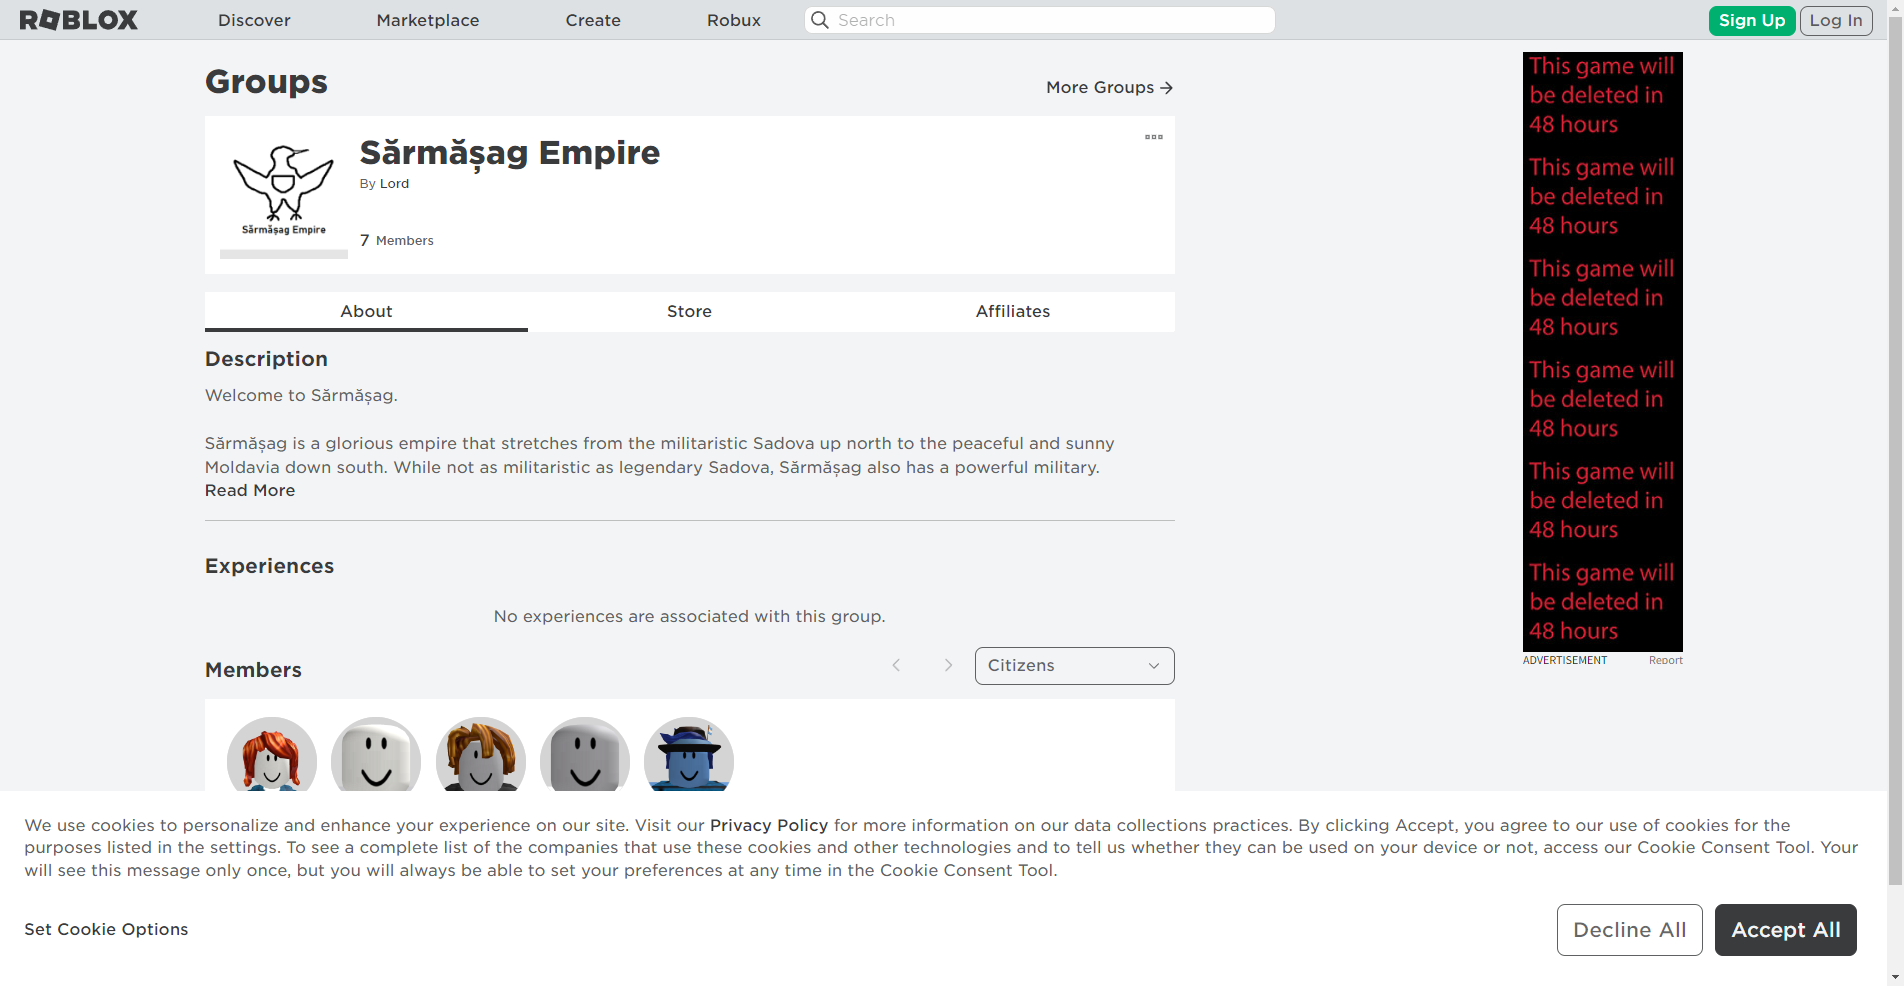 ROBLOX
Discover
Marketplace
Create
Robux
Search
Sign Up
Log In
Groups
More Groups
Sărmășag Empire
By Lord
7 Members
Sărmășag Empire
About
Store
Affiliates
Description
Welcome to Sărmășag.
Sărmășag is a glorious empire that stretches from the militaristic Sadova up north to the peaceful and sunny
Moldavia down south. While not as militaristic as legendary Sadova, Sărmășag also has a powerful military.
Read More
Experiences
No experiences are associated with this group.
Members
Citizens
This game will
be deleted in
48 hours
This game will
be deleted in
48 hours
This game will
be deleted in
48 hours
This game will
be deleted in
48 hours
This game will
be deleted in
48 hours
This game will
be deleted in
48 hours
ADVERTISEMENT
Report
We use cookies to personalize and enhance your experience on our site. Visit our Privacy Policy for more information on our data collections practices. By clicking Accept, you agree to our use of cookies for the
purposes listed in the settings. To see a complete list of the companies that use these cookies and other technologies and to tell us whether they can be used on your device or not, access our Cookie Consent Tool. Your
will see this message only once, but you will always be able to set your preferences at any time in the Cookie Consent Tool.
Set Cookie Options
Decline All
Accept All